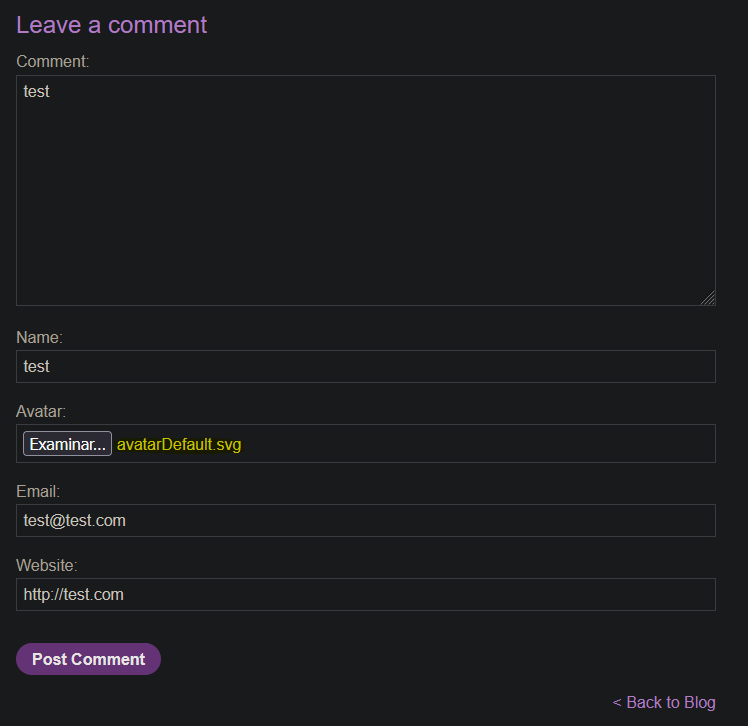 Leave a comment
Comment:
test
Name:
test
Avatar:
Examinar... avatarDefault.svg
Email:
test@test.com
Website:
http://test.com
Post Comment
< Back to Blog